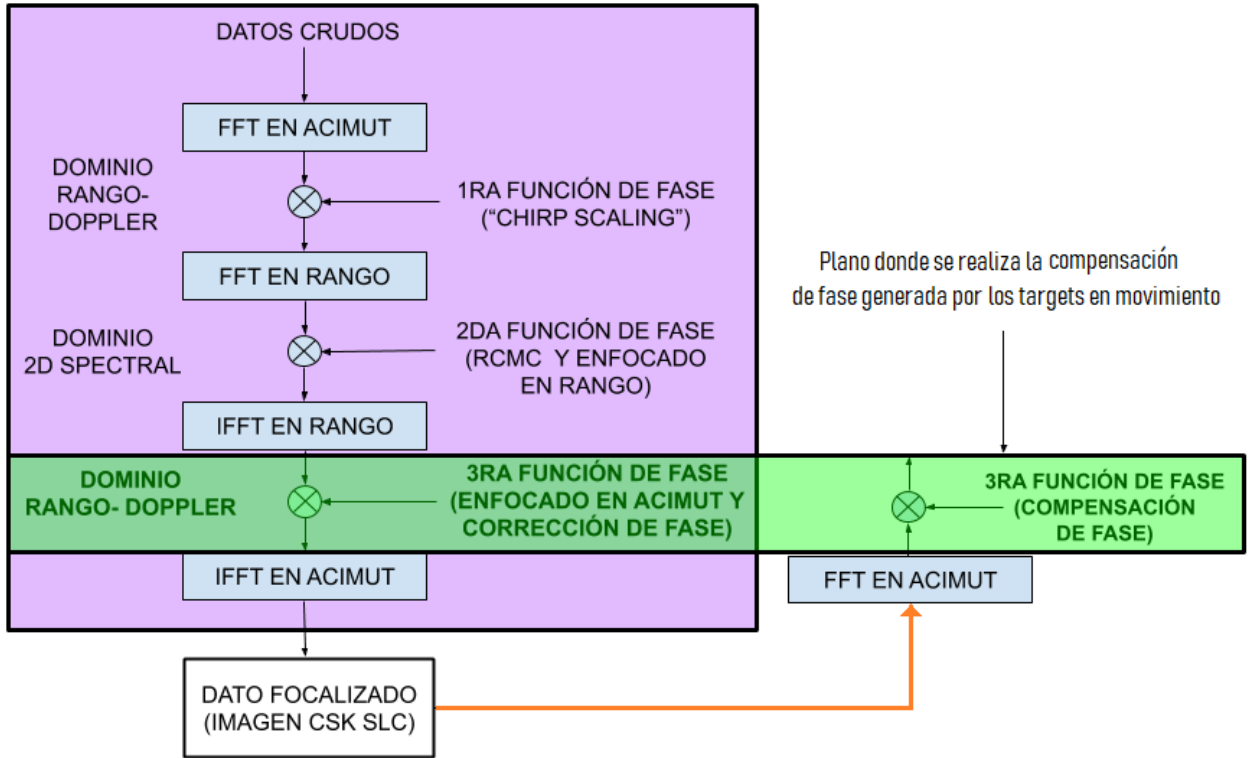 DATOS CRUDOS
FFT EN ACIMUT
DOMINIO
RANGO-
DOPPLER
1RA FUNCIÓN DE FASE
("CHIRP SCALING")
FFT EN RANGO
DOMINIO
2D SPECTRAL
2DA FUNCIÓN DE FASE
(RCMC Y ENFOCADO
EN RANGO)
IFFT EN RANGO
DOMINIO
RANGO- DOPPLER
3RA FUNCIÓN DE FASE
(ENFOCADO EN ACIMUT Y
CORRECCIÓN DE FASE)
IFFT EN ACIMUT
DATO FOCALIZADO
(IMAGEN CSK SLC)
Plano donde se realiza la compensación
de fase generada por los targets en movimiento
3RA FUNCIÓN DE FASE
(COMPENSACIÓN
DE FASE)
FFT EN ACIMUT